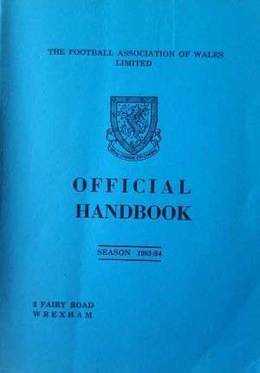 THE FOOTBALL ASSOCIATION OF WALES
LIMITED
OFFICIAL
HANDBOOK
SEASON 1983/84
3 FAIRY ROAD
WREXHAM